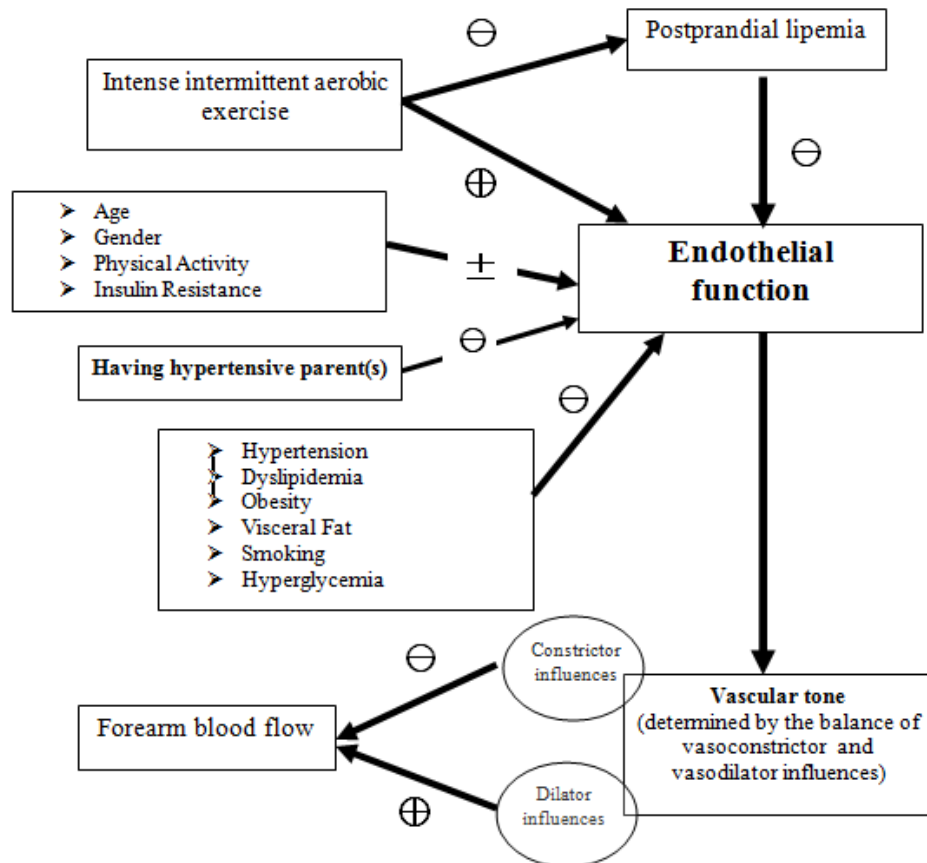 Postprandial lipemia
Intense intermittent aerobic
exercise
⊖
⊖
⊕
➤ Age
➤ Gender
➤ Physical Activity
➤ Insulin Resistance
±
Endothelial
function
Having hypertensive parent(s)
⊖
⊖
➤ Hypertension
➤ Dyslipidemia
➤ Obesity
➤ Visceral Fat
➤ Smoking
➤ Hyperglycemia
Constrictor
influences
⊖
Forearm blood flow
Vascular tone
(determined by the balance of
vasoconstrictor and
vasodilator influences)
Dilator
influences
⊕